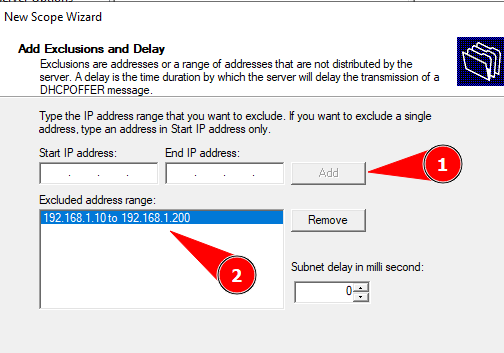 New Scope Wizard
Add Exclusions and Delay
Exclusions are addresses or a range of addresses that are not distributed by the
server. A delay is the time duration by which the server will delay the transmission of a
DHCPOFFER message.
Type the IP address range that you want to exclude. If you want to exclude a single
address, type an address in Start IP address only.
Start IP address: End IP address:
. . . . . . Add
1
Excluded address range:
192.168.1.10 to 192.168.1.200 Remove
2
Subnet delay in milli second:
0